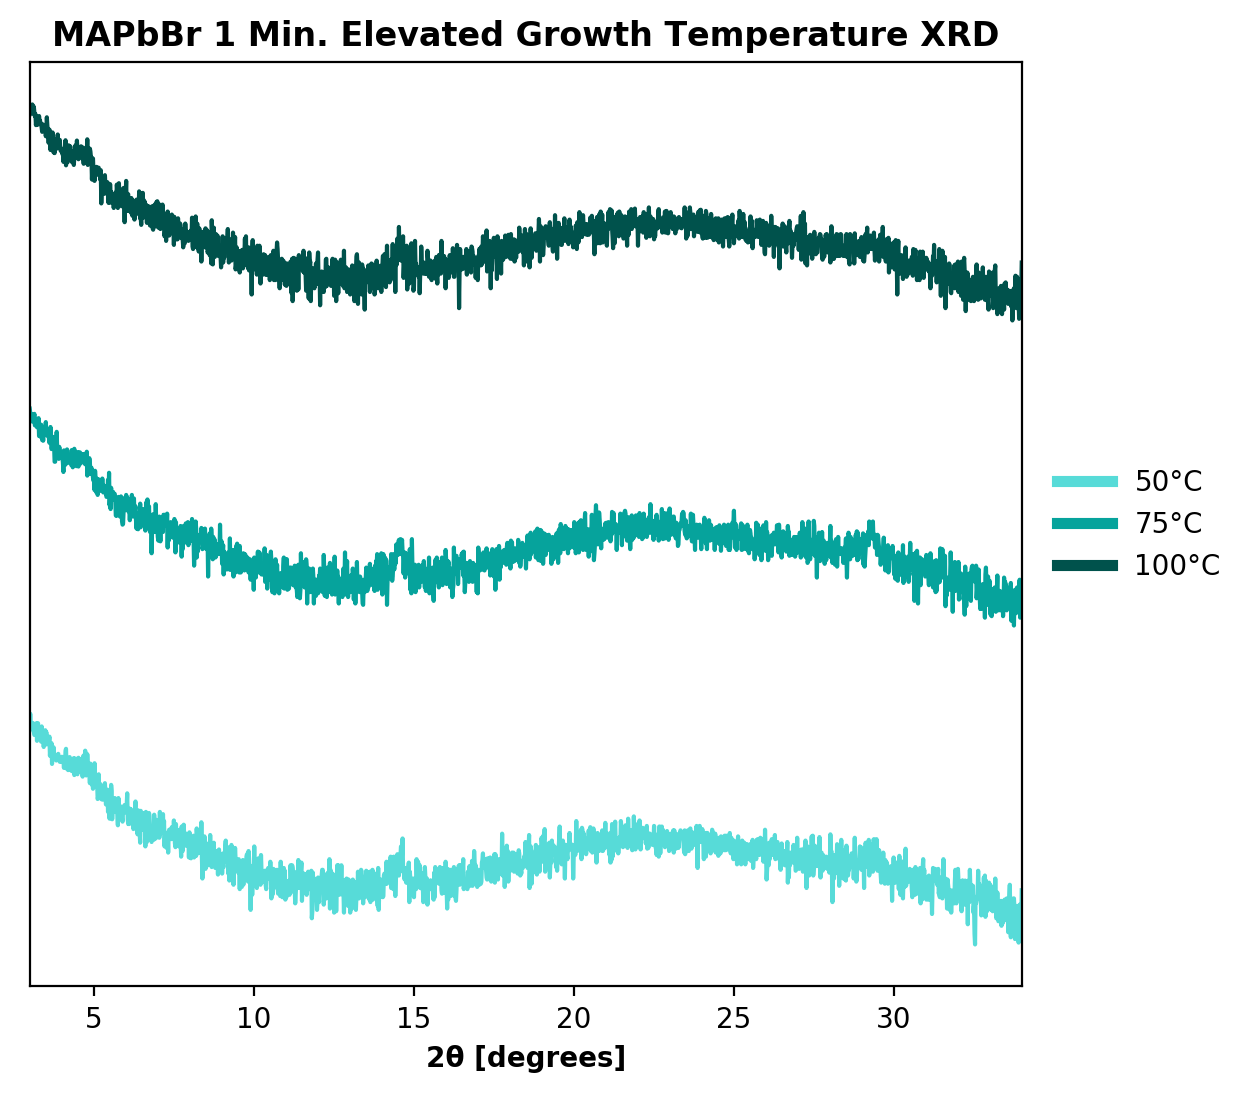 MAPbBr 1 Min. Elevated Growth Temperature XRD
50°C
75°C
100°C
5 10 15 20 25 30
2θ [degrees]